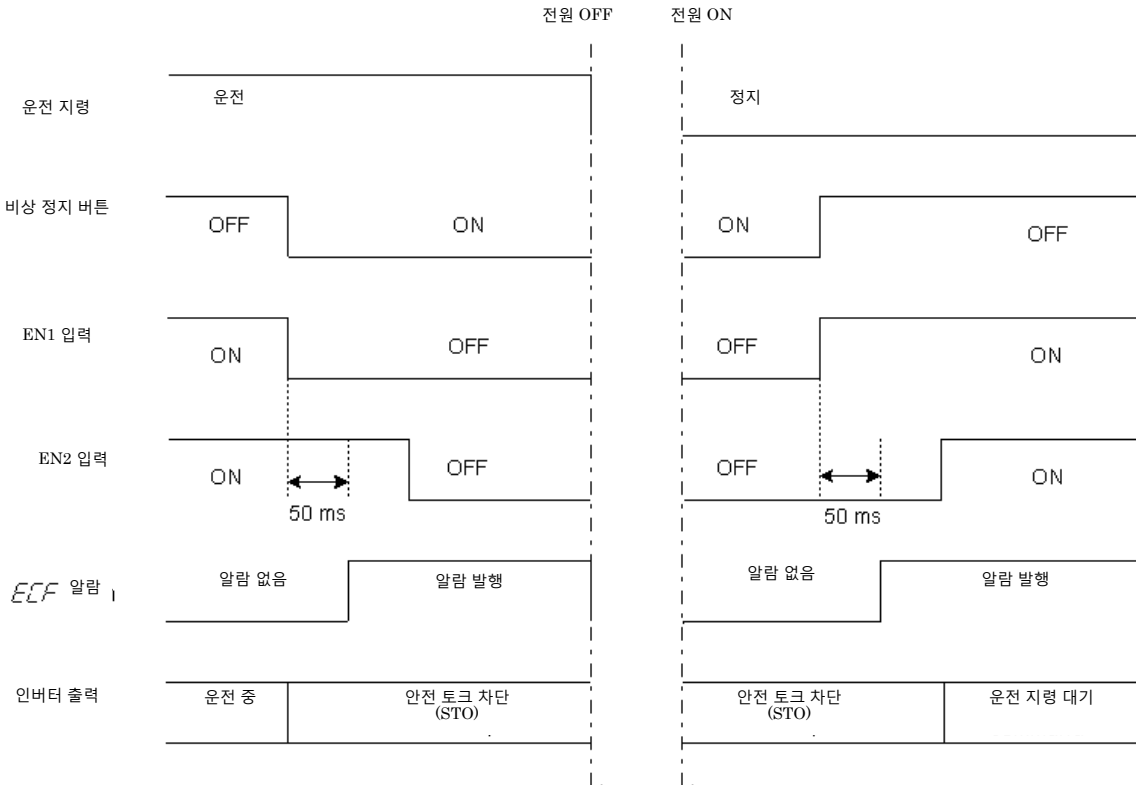 전원 OFF 전원 ON
운전 지령 운전 정지
비상 정지 버튼 OFF ON ON OFF
EN1 입력 ON OFF OFF ON
EN2 입력 ON OFF OFF ON
50 ms 50 ms
ECF 알람 알람 없음 알람 발행 알람 없음 알람 발행
인버터 출력 운전 중 안전 토크 차단 안전 토크 차단 운전 지령 대기
(STO) (STO)